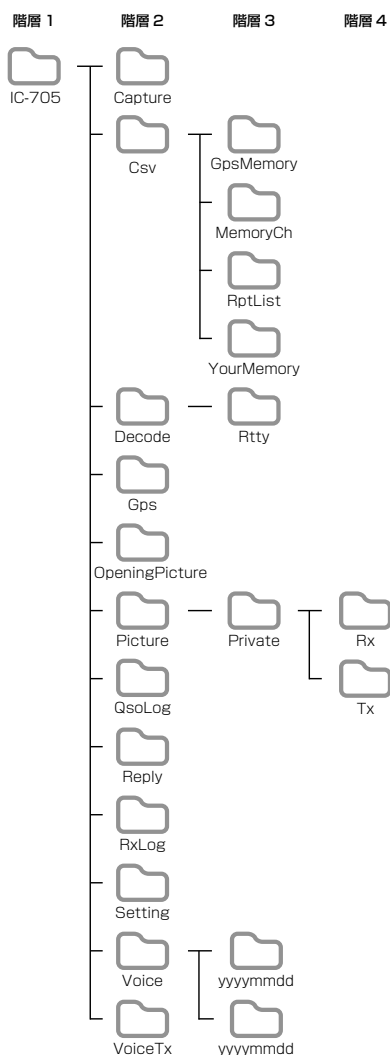 階層 1 階層 2 階層 3 階層 4
IC-705 Capture
Csv GpsMemory
MemoryCh
RptList
YourMemory
Decode Rtty
Gps
OpeningPicture
Picture Private Rx
QsoLog Tx
Reply
RxLog
Setting
Voice yyyymmdd
VoiceTx yyyymmdd